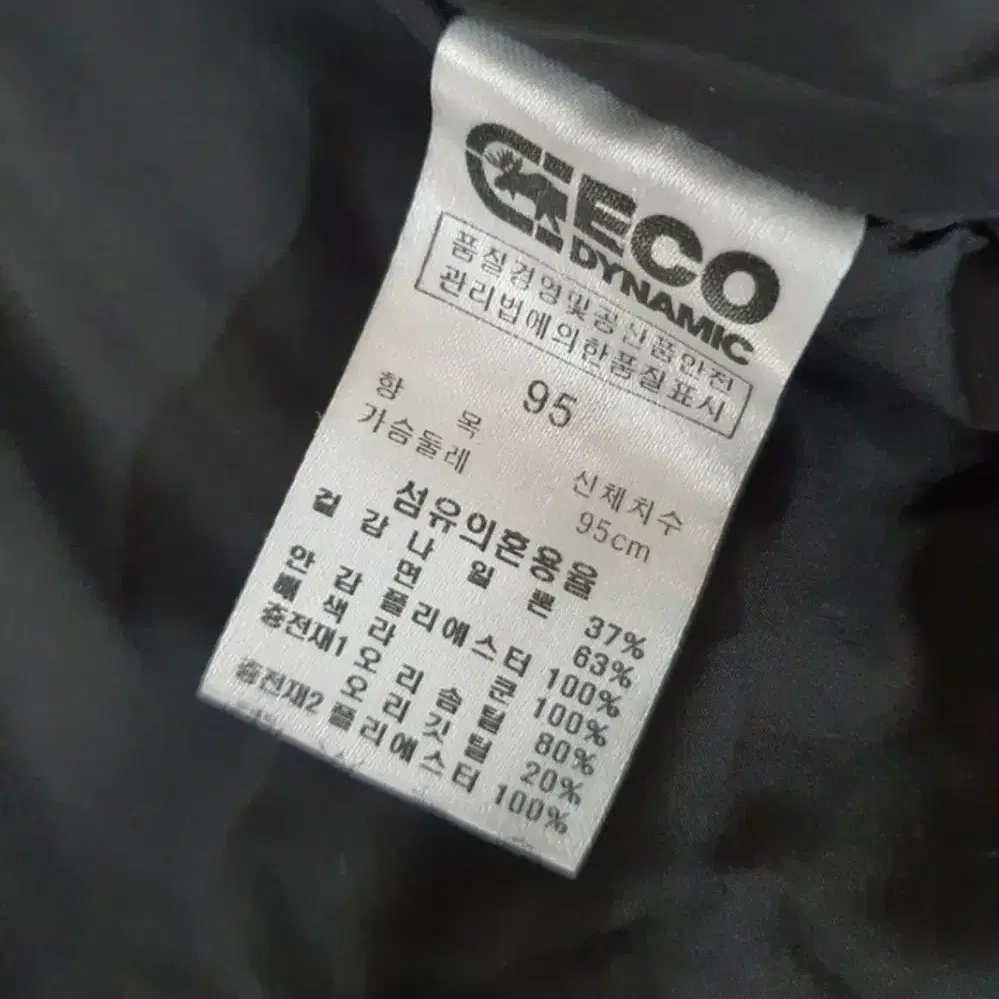 GECO
DYNAMIC
품질경영및공산품안전
관리법에의한품질표시
95
항 목 신체치수
가슴둘레 95cm
섬유의혼용율
겉 감 나 일 론 37%
면 63%
안 감 폴리에스터 100%
배 색 라 쿤 100%
충전재1 오 리 솜 털 80%
오 리 깃 털 20%
충전재2 폴리에스터 100%